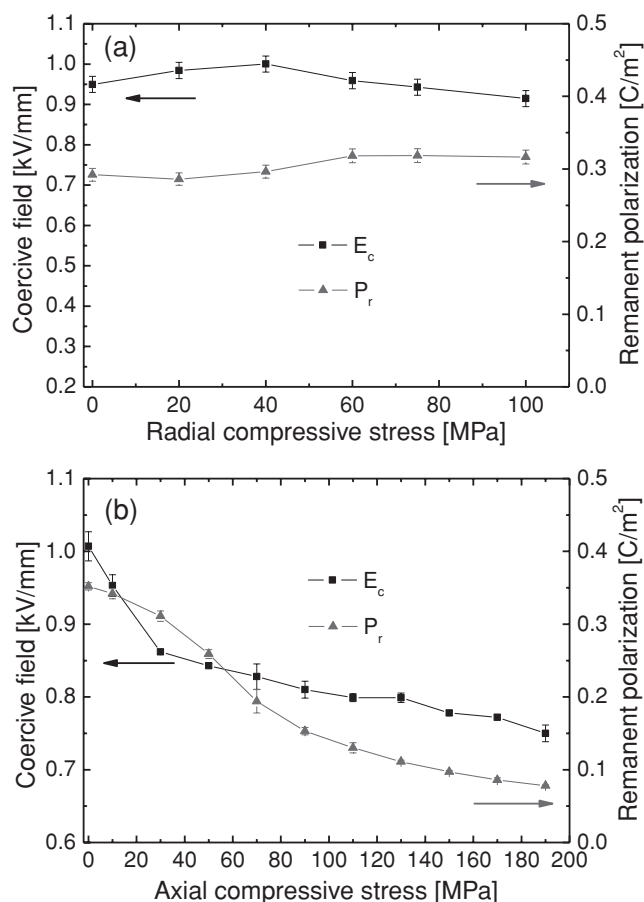 (a)
1.1
1.0
0.9
0.8
0.7
0.6
0.5
0.4
0.3
0.2
Coercive field [kV/mm]
0.5
0.4
0.3
0.2
0.1
0.0
Remanent polarization [C/m²]
E_c
P_r
0 20 40 60 80 100
Radial compressive stress [MPa]
(b)
1.1
1.0
0.9
0.8
0.7
0.6
Coercive field [kV/mm]
0.5
0.4
0.3
0.2
0.1
0.0
Remanent polarization [C/m²]
E_c
P_r
0 20 40 60 80 100 120 140 160 180 200
Axial compressive stress [MPa]